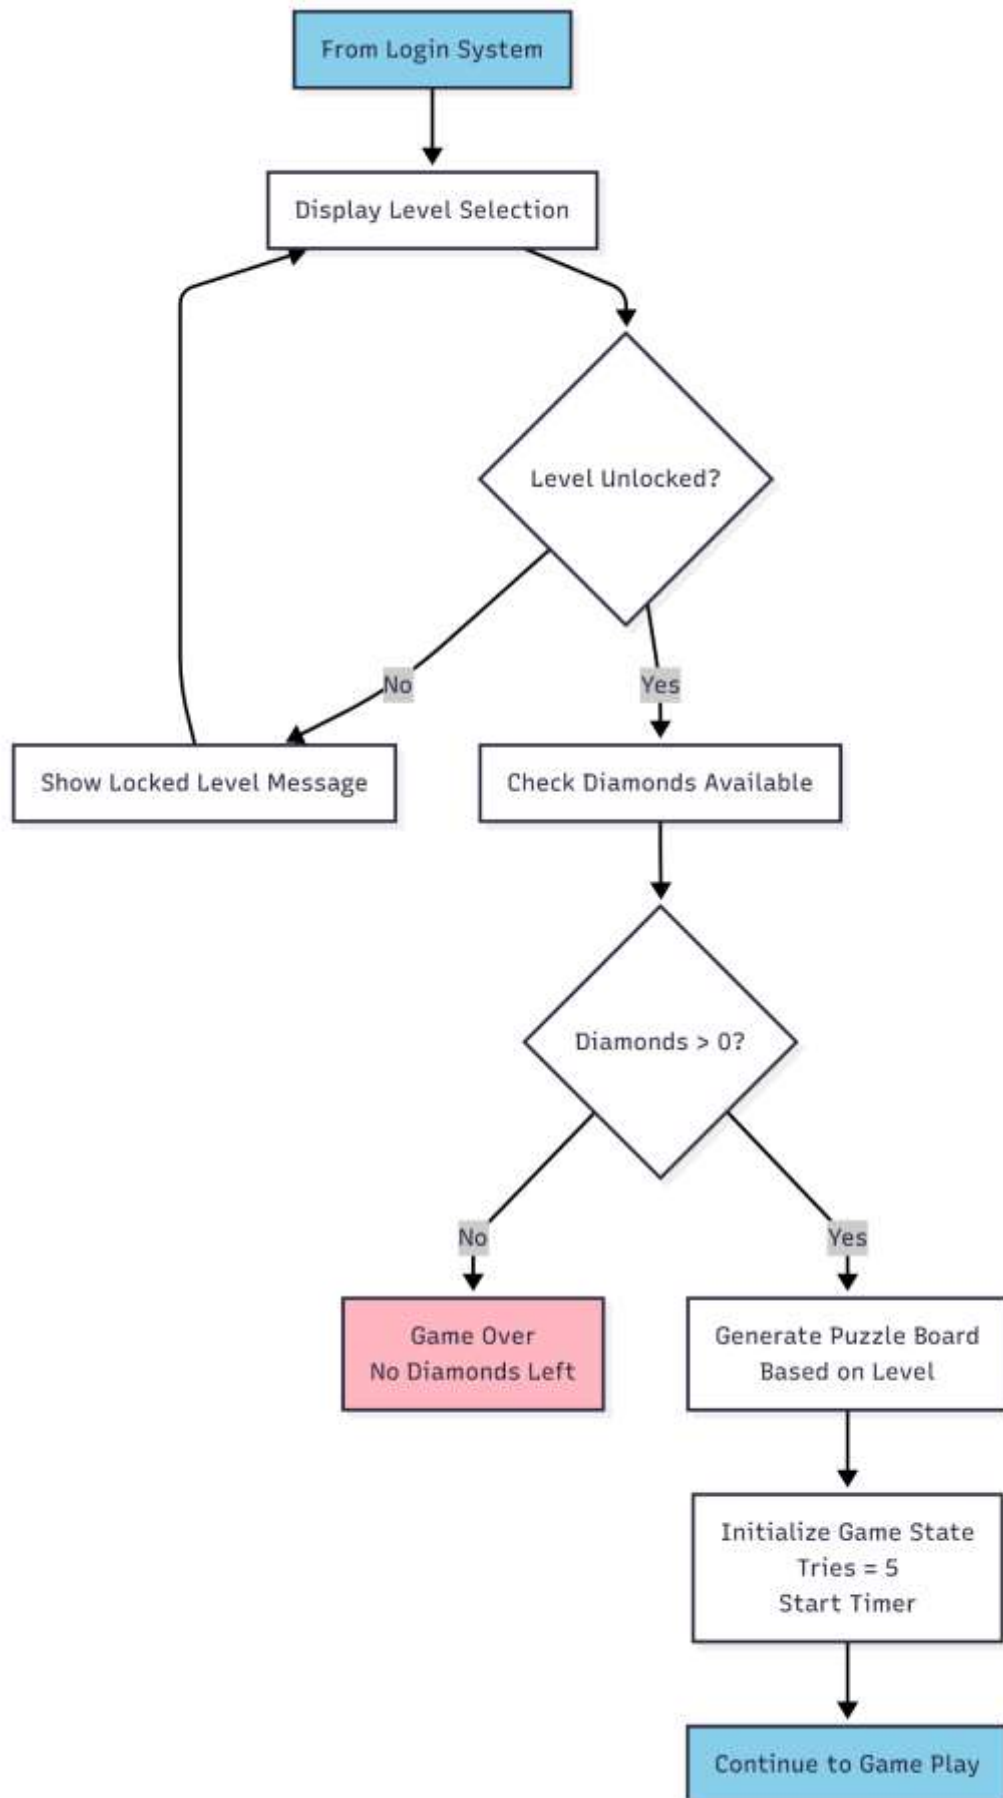 From Login System
Display Level Selection
Level Unlocked?
No
Yes
Show Locked Level Message
Check Diamonds Available
Diamonds > 0?
No
Yes
Game Over
No Diamonds Left
Generate Puzzle Board
Based on Level
Initialize Game State
Tries = 5
Start Timer
Continue to Game Play